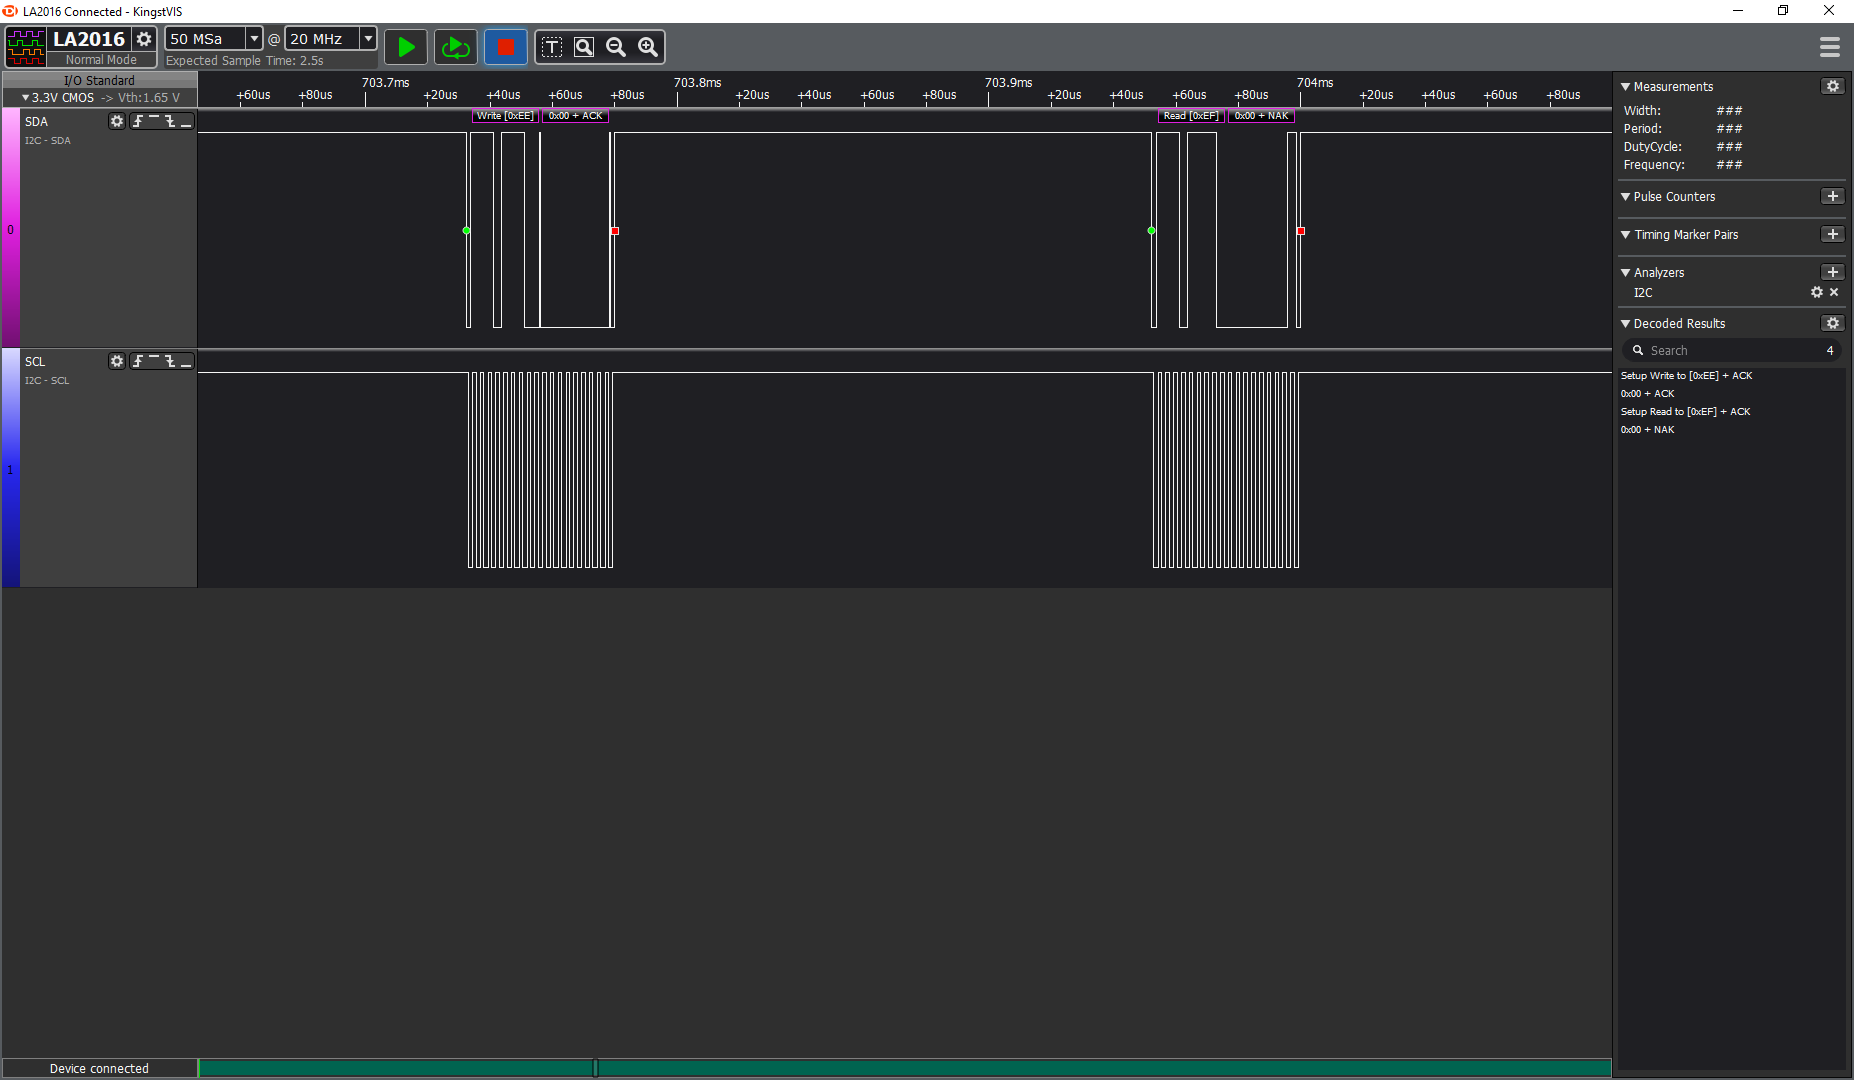 LA2016 Connected - KingstVIS
LA2016
Normal Mode
50 MSa @ 20 MHz
Expected Sample Time: 2.5s
T
I/O Standard
3.3V CMOS -> Vth:1.65 V
703.7ms 703.8ms 703.9ms 704ms
+60us +80us +20us +40us +60us +80us +20us +40us +60us +80us +20us +40us +60us +80us +20us +40us +60us +80us
SDA
I2C - SDA
0
Write [0xEE] 0x00 + ACK Read [0xEF] 0x00 + NAK
SCL
I2C - SCL
1
Measurements
Width: ###
Period: ###
DutyCycle: ###
Frequency: ###
Pulse Counters
Timing Marker Pairs
Analyzers
I2C
Decoded Results
Search 4
Setup Write to [0xEE] + ACK
0x00 + ACK
Setup Read to [0xEF] + ACK
0x00 + NAK
Device connected